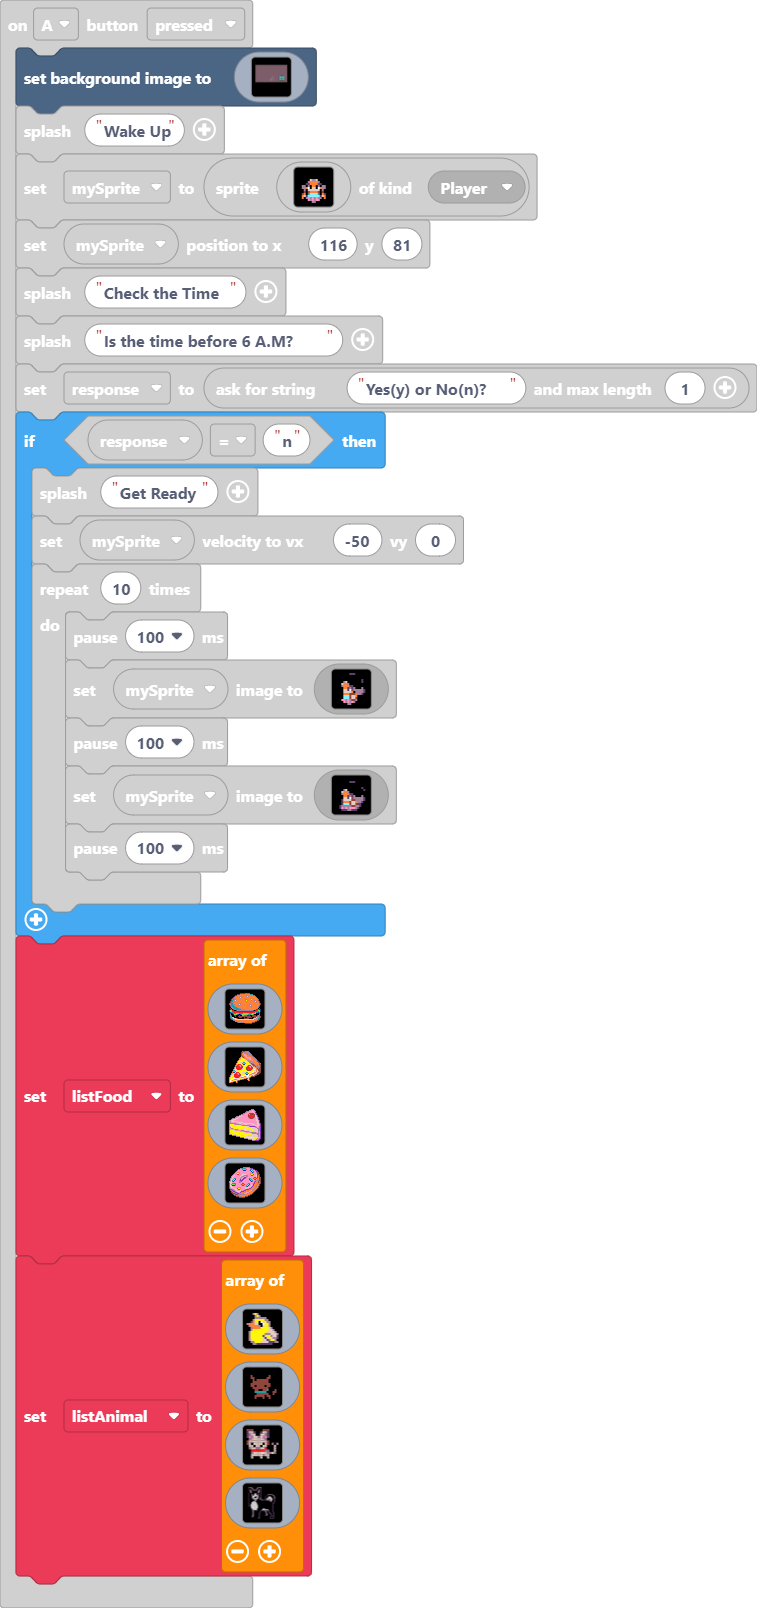 on A button pressed
set background image to
splash "Wake Up"
set mySprite to sprite of kind Player
set mySprite position to x 116 y 81
splash "Check the Time "
splash "Is the time before 6 A.M? "
set response to ask for string "Yes(y) or No(n)? " and max length 1
if response = "n" then
splash "Get Ready "
set mySprite velocity to vx -50 vy 0
repeat 10 times
do
pause 100 ms
set mySprite image to
pause 100 ms
set mySprite image to
pause 100 ms
array of
set listFood to
array of
set listAnimal to